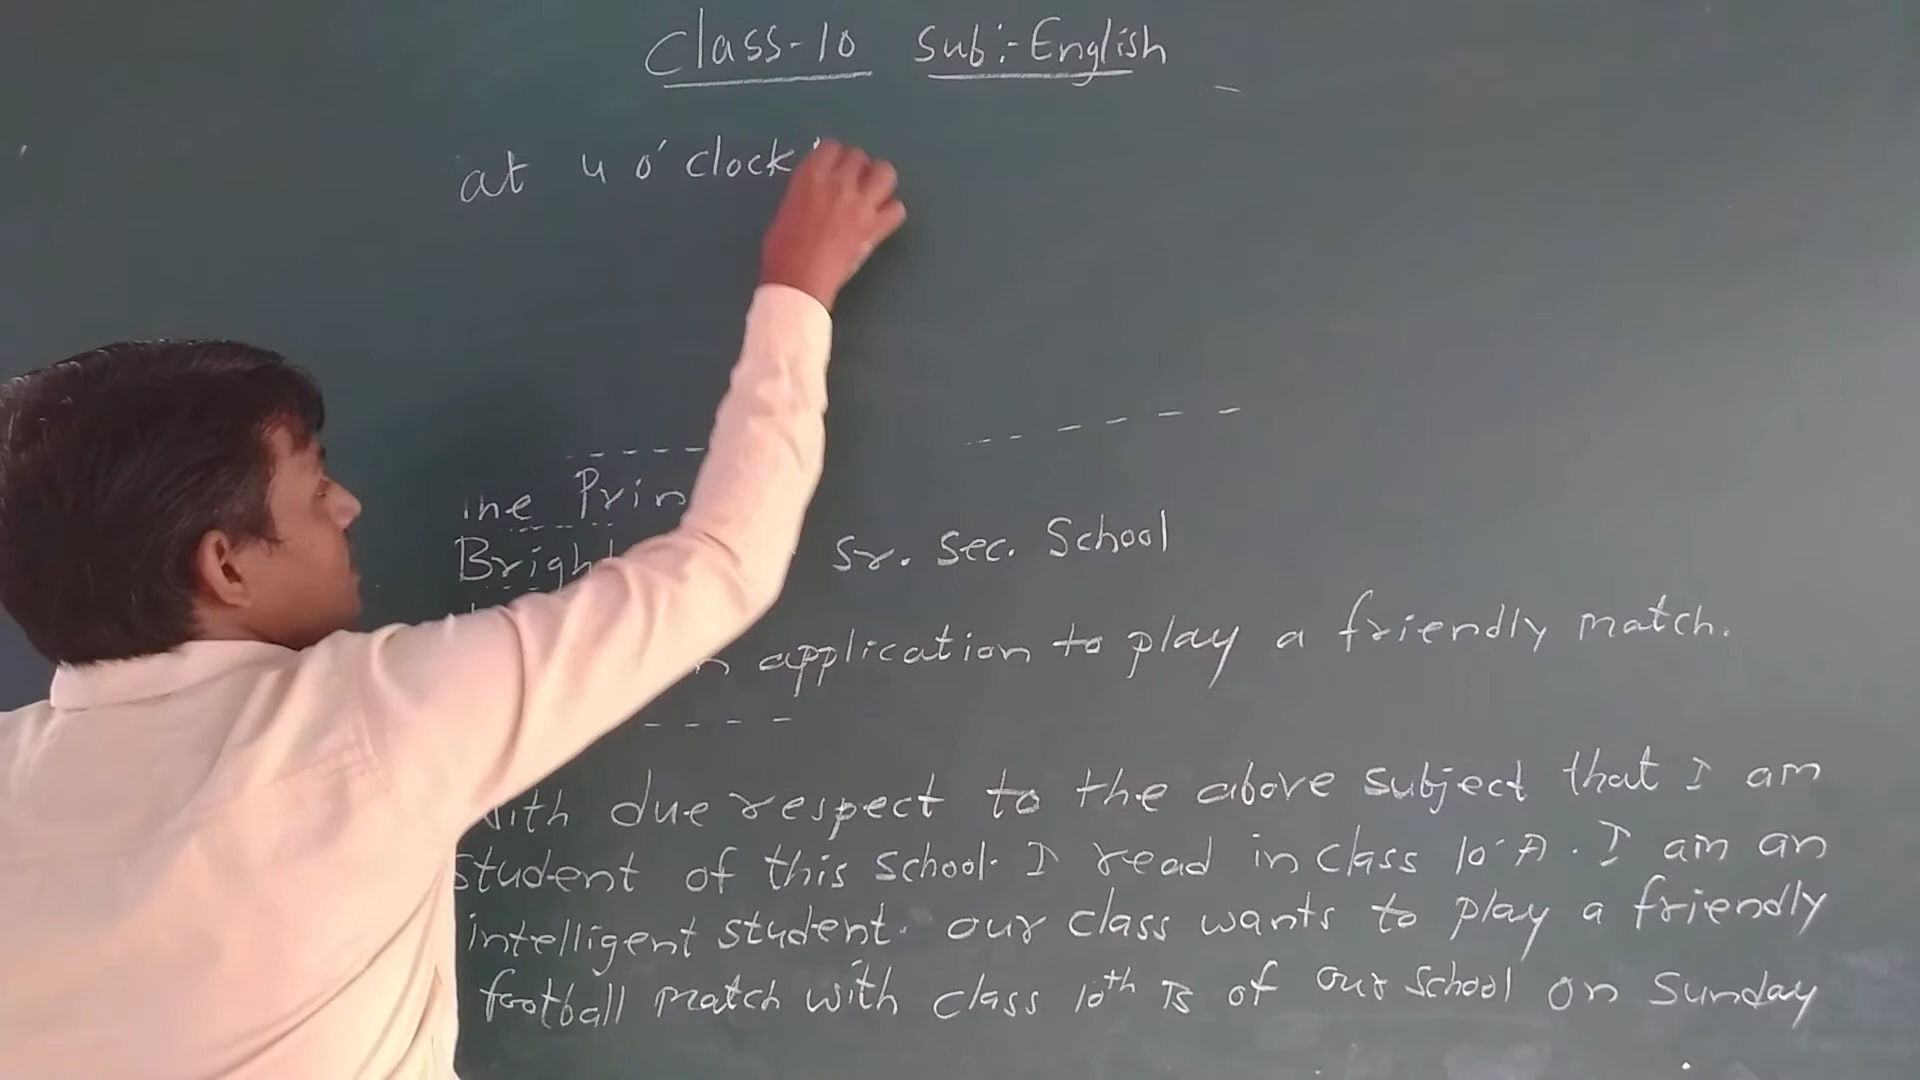 Class-10 Sub:-English
at 4 o'clock
The Prin
Brigh Sr. Sec. School
application to play a friendly match.
with due respect to the above subject that I am
student of this school. I read in class 10 A. I am an
intelligent student. our class wants to play a friendly
football match with class 10th B of our school on Sunday